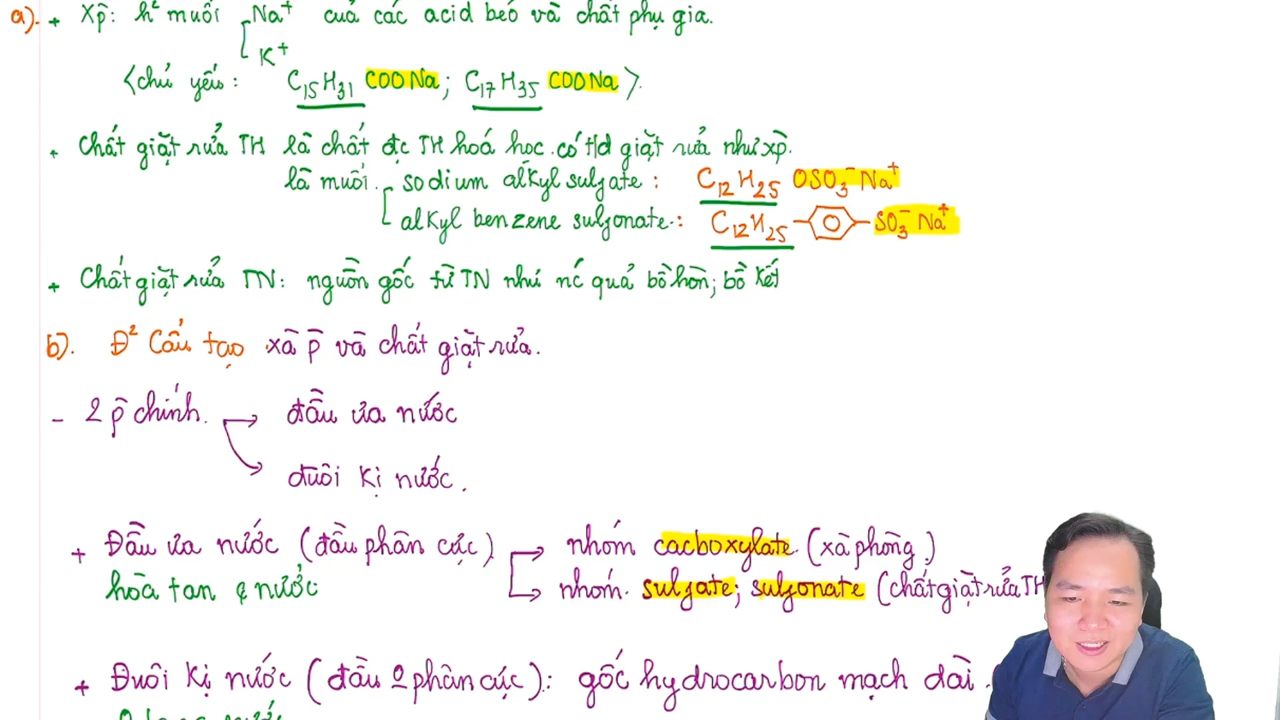 a). + Xp̄: h² muối Na⁺ của các acid béo và chất phụ gia.
K⁺
<chủ yếu: C₁₅H₃₁COONa; C₁₇H₃₅COONa>.
+ Chất giặt rửa TH là chất đc TH hoá học có t/d giặt rửa như xp̄.
là muối. sodium alkyl sulfate: C₁₂H₂₅ OSO₃⁻Na⁺
alkyl benzene sulfonate: C₁₂H₂₅ SO₃⁻Na⁺
+ Chất giặt rửa TN: nguồn gốc từ TN như nc quả bồ hòn; bồ kết
b). Đ² Cấu tạo xà p̄ và chất giặt rửa.
- 2 p̄ chính. → đầu ưa nước
đuôi kị nước.
+ Đầu ưa nước (đầu phân cực) → nhóm cacboxylate. (xà phòng)
hòa tan nước → nhóm. sulfate; sulfonate (chất giặt rửa TH
+ Đuôi kị nước (đầu phân cực): gốc hydrocarbon mạch dài.